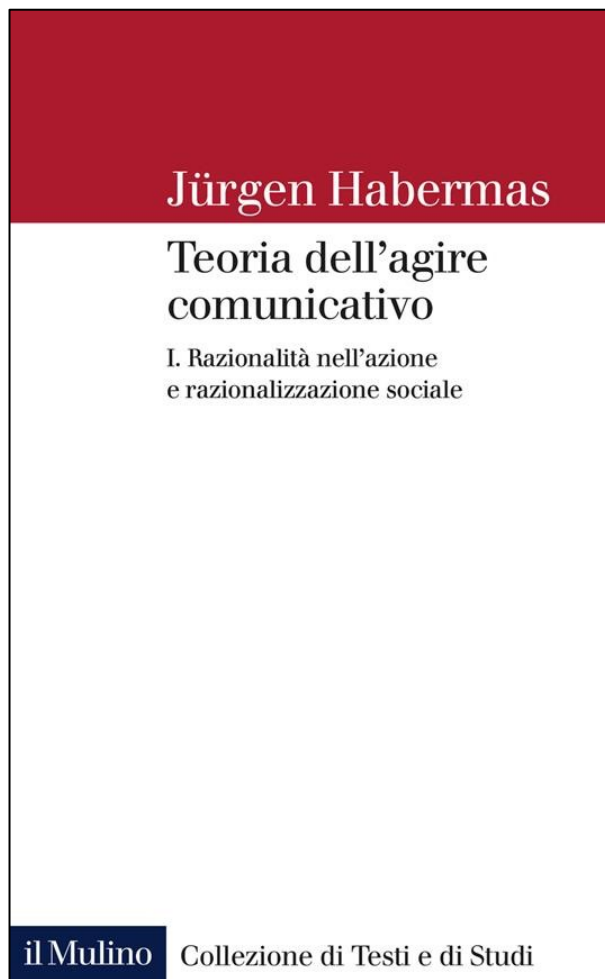 Jürgen Habermas
Teoria dell’agire
comunicativo
I. Razionalità nell’azione
e razionalizzazione sociale
il Mulino
Collezione di Testi e di Studi